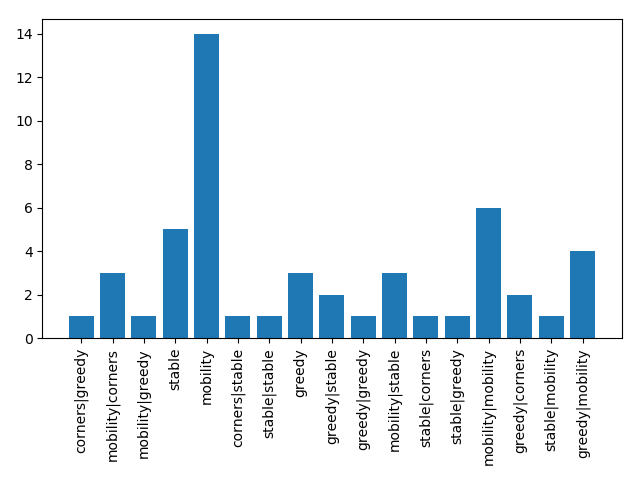 14
12
10
8
6
4
2
0
corners|greedy
mobility|corners
mobility|greedy
stable
mobility
corners|stable
stable|stable
greedy
greedy|stable
greedy|greedy
mobility|stable
stable|corners
stable|greedy
mobility|mobility
greedy|corners
stable|mobility
greedy|mobility